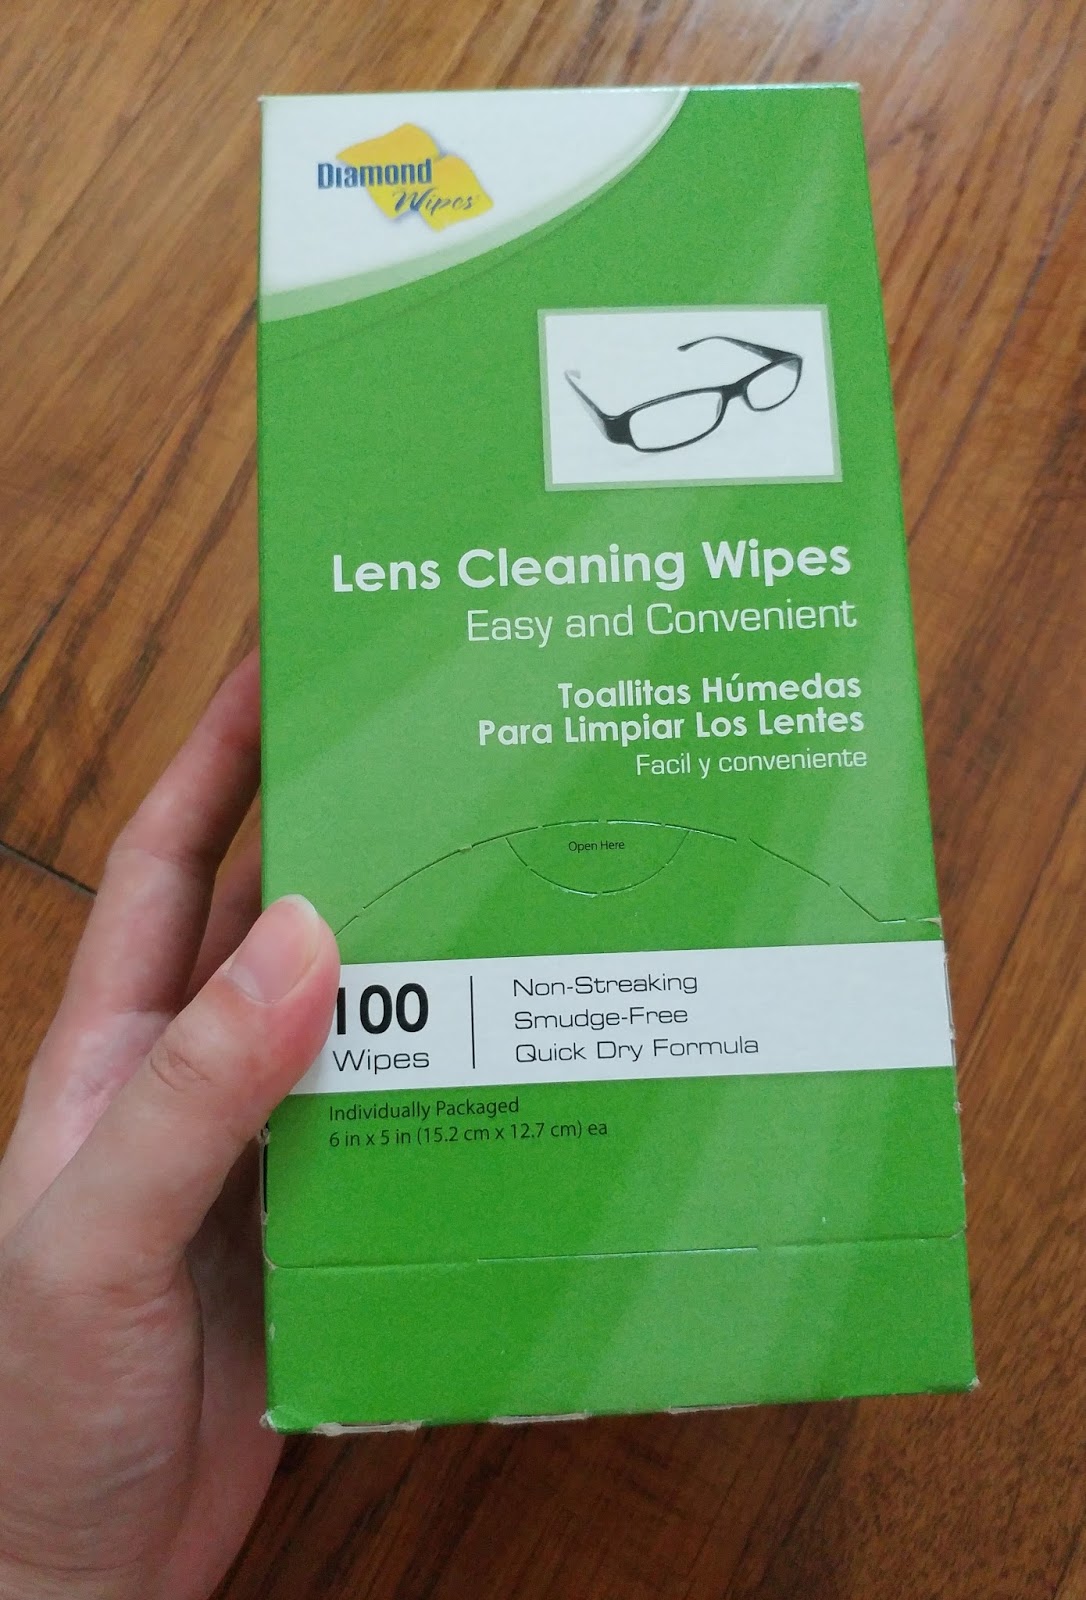 Diamond
Wipes
Lens Cleaning Wipes
Easy and Convenient
Toallitas Húmedas
Para Limpiar Los Lentes
Facil y conveniente
Open Here
100
Wipes
Non-Streaking
Smudge-Free
Quick Dry Formula
Individually Packaged
6 in x 5 in (15.2 cm x 12.7 cm) ea